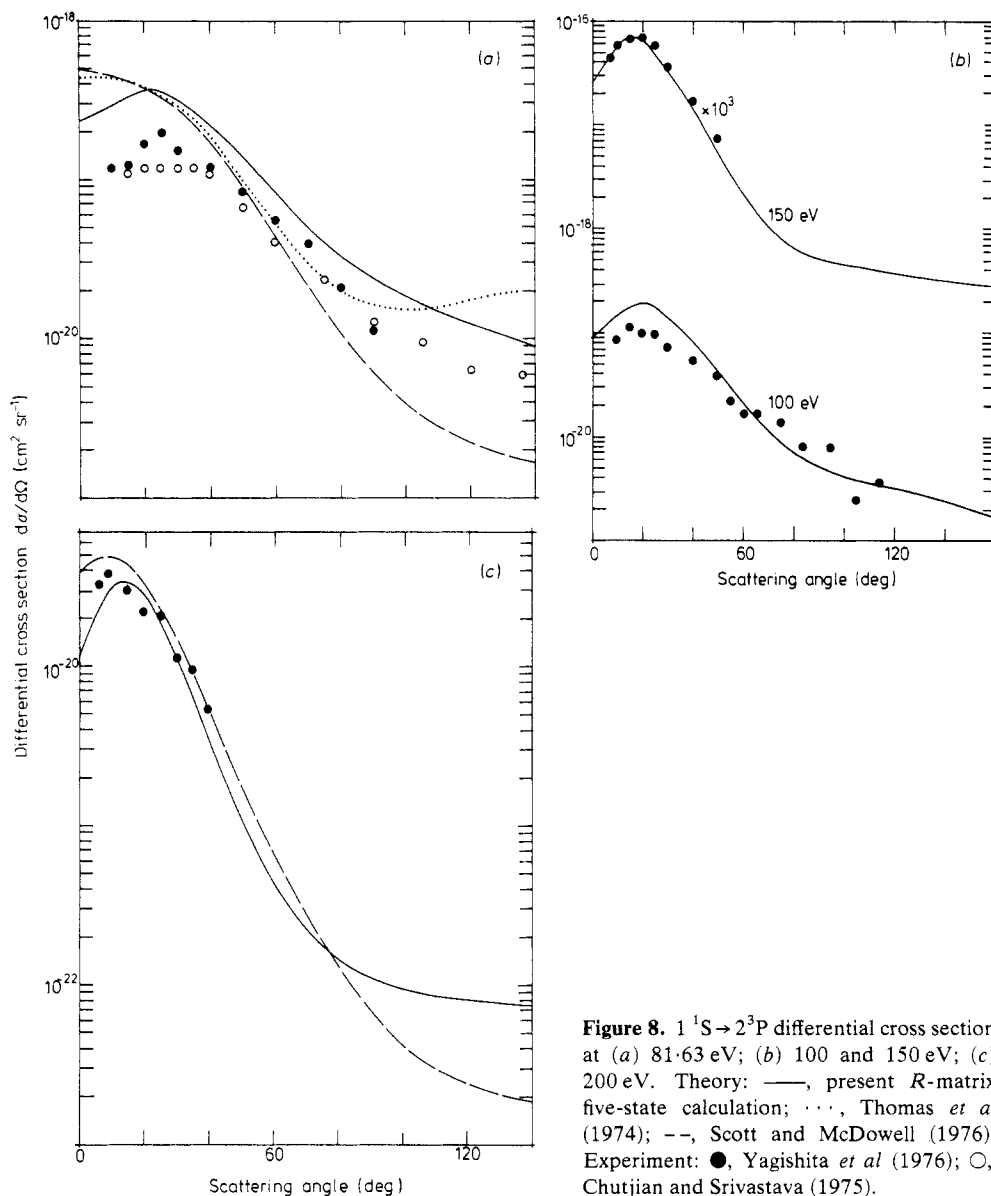 10-18
(a)
10-20
10-16
(b)
×10³
150 eV
10-18
100 eV
10-20
0
60
120
Scattering angle (deg)
Differential cross section dσ/dΩ (cm² sr⁻¹)
(c)
10-20
10-22
0
60
120
Scattering angle (deg)
Figure 8. 1 ¹S → 2³P differential cross section
at (a) 81·63 eV; (b) 100 and 150 eV; (c)
200 eV. Theory: ——, present R-matrix
five-state calculation; ···, Thomas et al
(1974); --, Scott and McDowell (1976)
Experiment: ●, Yagishita et al (1976); ○,
Chutjian and Srivastava (1975).